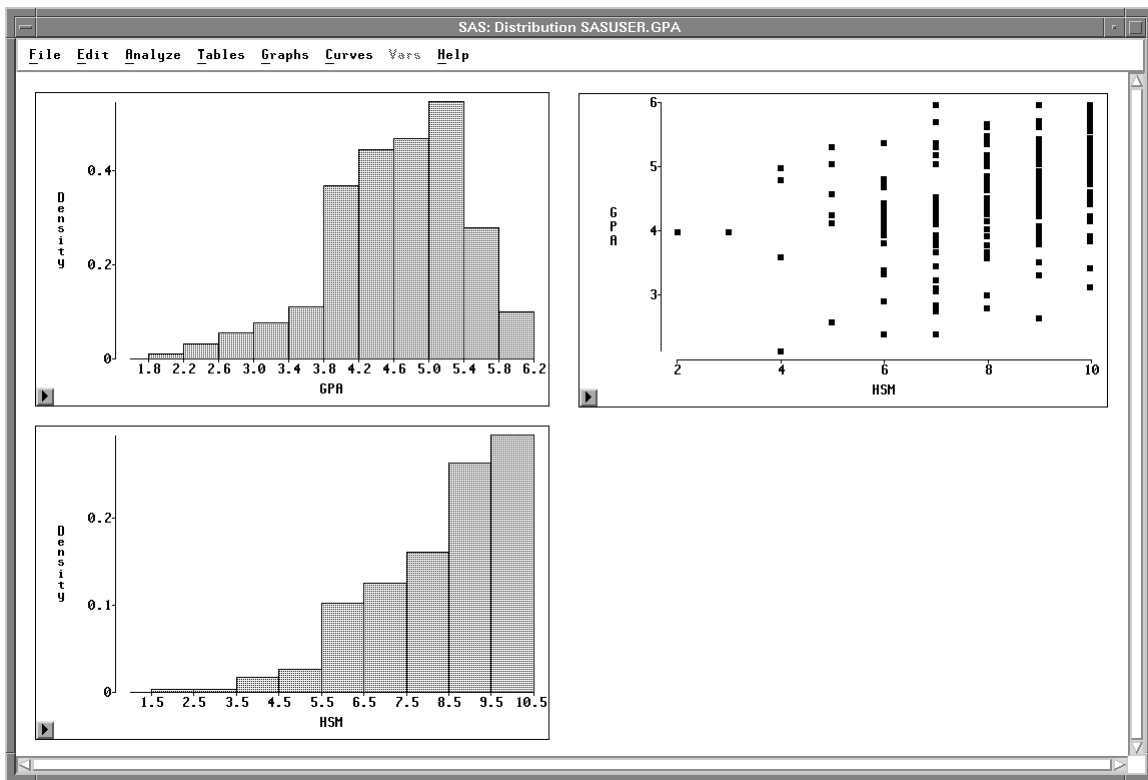 SAS: Distribution SASUSER.GPA
File Edit Analyze Tables Graphs Curves Vars Help
Density
0.4
0.2
0
1.8 2.2 2.6 3.0 3.4 3.8 4.2 4.6 5.0 5.4 5.8 6.2
GPA
GPA
6
5
4
3
2 4 6 8 10
HSM
Density
0.2
0.1
0
1.5 2.5 3.5 4.5 5.5 6.5 7.5 8.5 9.5 10.5
HSM